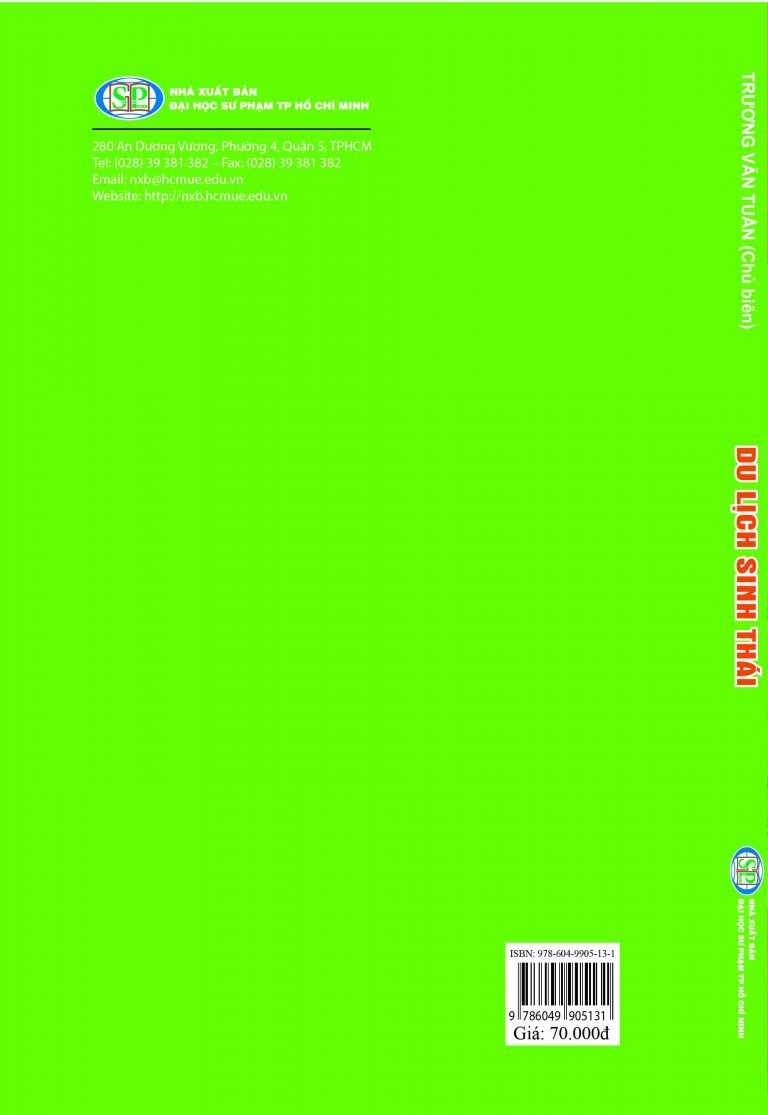 SP
NHÀ XUẤT BẢN
ĐẠI HỌC SƯ PHẠM TP HỒ CHÍ MINH
280 An Dương Vương, Phường 4, Quận 5, TPHCM
Tel: (028) 39 381 382 – Fax: (028) 39 381 382
Email: nxb@hcmue.edu.vn
Website: http://nxb.hcmue.edu.vn
TRƯƠNG VĂN TUẤN (Chủ biên)
DU LỊCH SINH THÁI
SP
NHÀ XUẤT BẢN
ĐẠI HỌC SƯ PHẠM TP HỒ CHÍ MINH
ISBN: 978-604-9905-13-1
9 786049 905131
Giá: 70.000đ